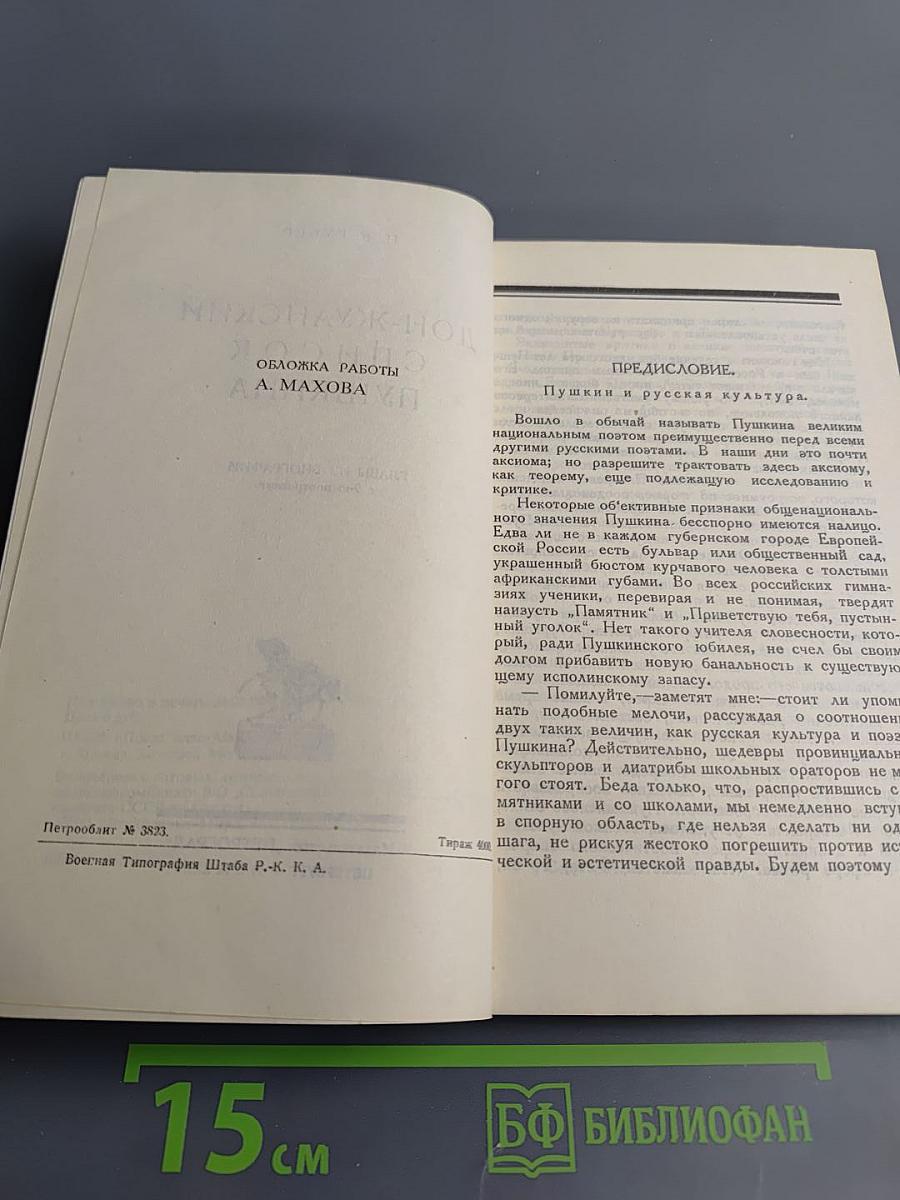 ОБЛОЖКА РАБОТЫ
А. МАХОВА
Петрооблит № 3823.
Тираж 4000
Военная Типография Штаба Р.-К. К. А.
ПРЕДИСЛОВИЕ.
Пушкин и русская культура.
Вошло в обычай называть Пушкина великим
национальным поэтом преимущественно перед всеми
другими русскими поэтами. В наши дни это почти
аксиома; но разрешите трактовать здесь аксиому,
как теорему, еще подлежащую исследованию и
критике.
Некоторые об'ективные признаки общенациональ-
ного значения Пушкина бесспорно имеются налицо.
Едва ли не в каждом губернском городе Европей-
ской России есть бульвар или общественный сад,
украшенный бюстом курчавого человека с толстыми
африканскими губами. Во всех российских гимна-
зиях ученики, перевирая и не понимая, твердят
наизусть „Памятник“ и „Приветствую тебя, пустын-
ный уголок“. Нет такого учителя словесности, кото-
рый, ради Пушкинского юбилея, не счел бы своим
долгом прибавить новую банальность к существую-
щему исполинскому запасу.
— Помилуйте,—заметят мне:—стоит ли упоми
нать подобные мелочи, рассуждая о соотношени
двух таких величин, как русская культура и поэз
Пушкина? Действительно, шедевры провинциальн
скульпторов и диатрибы школьных ораторов не м
гого стоят. Беда только, что, распростившись с
мятниками и со школами, мы немедленно всту
в спорную область, где нельзя сделать ни од
шага, не рискуя жестоко погрешить против ист
ческой и эстетической правды. Будем поэтому
ДОН-ЖУАНСКИЙ
СПИСОК
ПУШКИНА
15 см
БФ БИБЛИОФАН